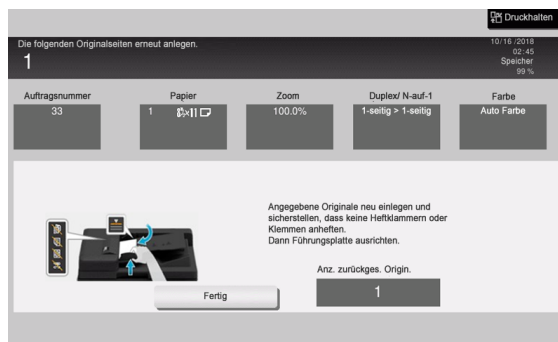 Druckhalten
Die folgenden Originalseiten erneut anlegen.
1
10/16 /2018
02:45
Speicher
99 %
Auftragsnummer
33
Papier
1
Zoom
100.0%
Duplex/ N-auf-1
1-seitig > 1-seitig
Farbe
Auto Farbe
Angegebene Originale neu einlegen und
sicherstellen, dass keine Heftklammern oder
Klemmen anheften.
Dann Führungsplatte ausrichten.
Anz. zurückges. Origin.
1
Fertig